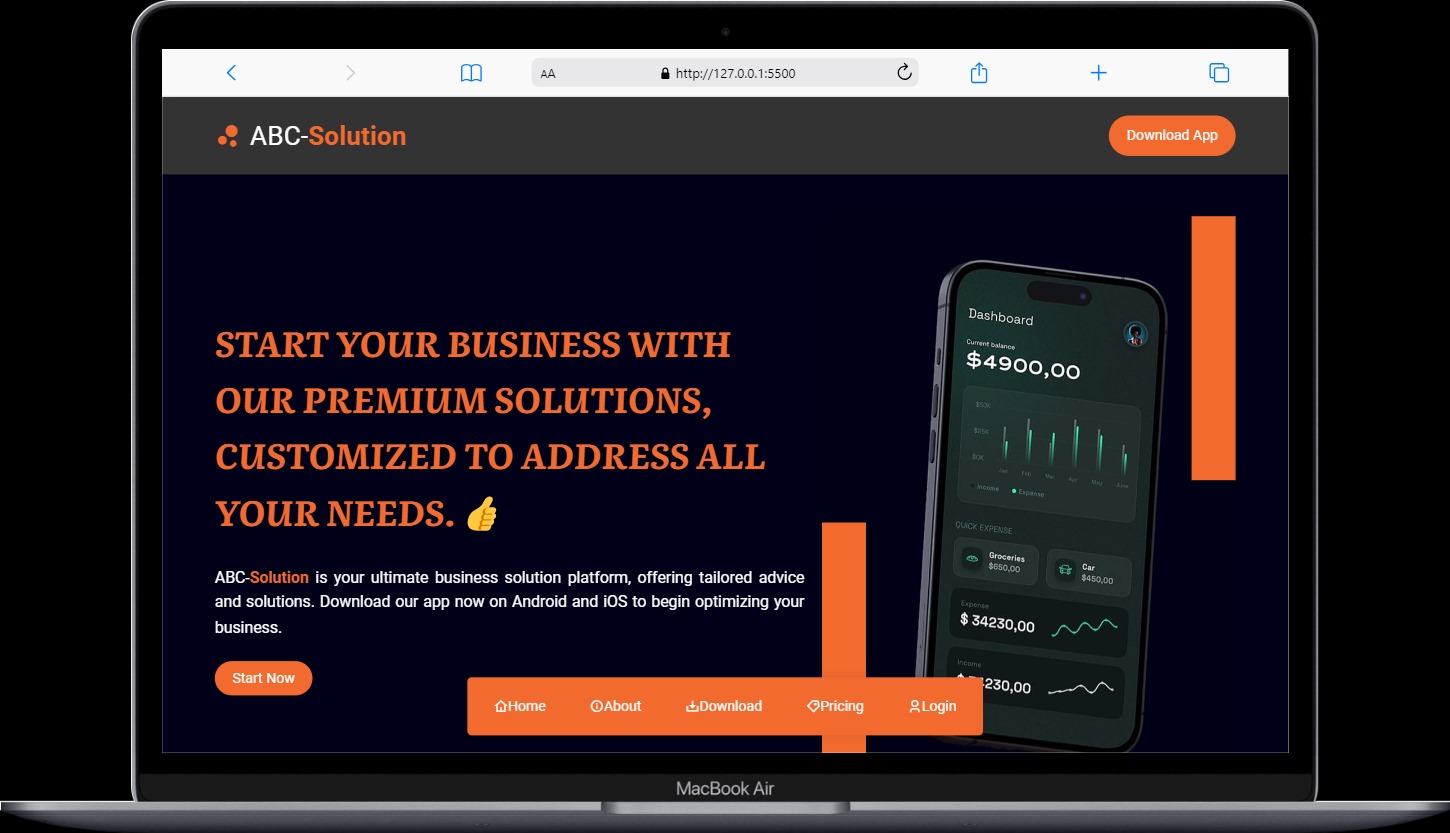 AA
http://127.0.0.1:5500
ABC-Solution
Download App
START YOUR BUSINESS WITH
OUR PREMIUM SOLUTIONS,
CUSTOMIZED TO ADDRESS ALL
YOUR NEEDS. 👍
ABC-Solution is your ultimate business solution platform, offering tailored advice
and solutions. Download our app now on Android and iOS to begin optimizing your
business.
Start Now
Dashboard
Current balance
$4900,00
$50K
$25K
$0K
Jan Feb Mar Apr May June
Income Expense
QUICK EXPENSE
Groceries
$650,00
Car
$450,00
Expense
$ 34230,00
Income
230,00
Home About Download Pricing Login
MacBook Air